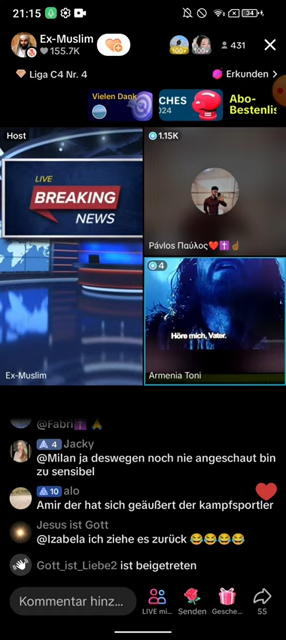 21:15
34
Ex-Muslim
155.7K
100+
100+
431
Liga C4 Nr. 4
Erkunden
Vielen Dank
CHES
024
Abo-
Bestenlis
Host
LIVE
BREAKING
NEWS
Ex-Muslim
1.15K
Pávlos Παύλος❤️✝️☝🏽
4
Höre mich, Vater.
Armenia Toni
@Fabri✝️🙏
4 Jacky
@Milan ja deswegen noch nie angeschaut bin
zu sensibel
10 alo
Amir der hat sich geäußert der kampfsportler
Jesus ist Gott
@Izabela ich ziehe es zurück 😂😂😂😂
Gott_ist_Liebe2 ist beigetreten
Kommentar hinz...
LIVE mi...
Senden
Gesche...
55